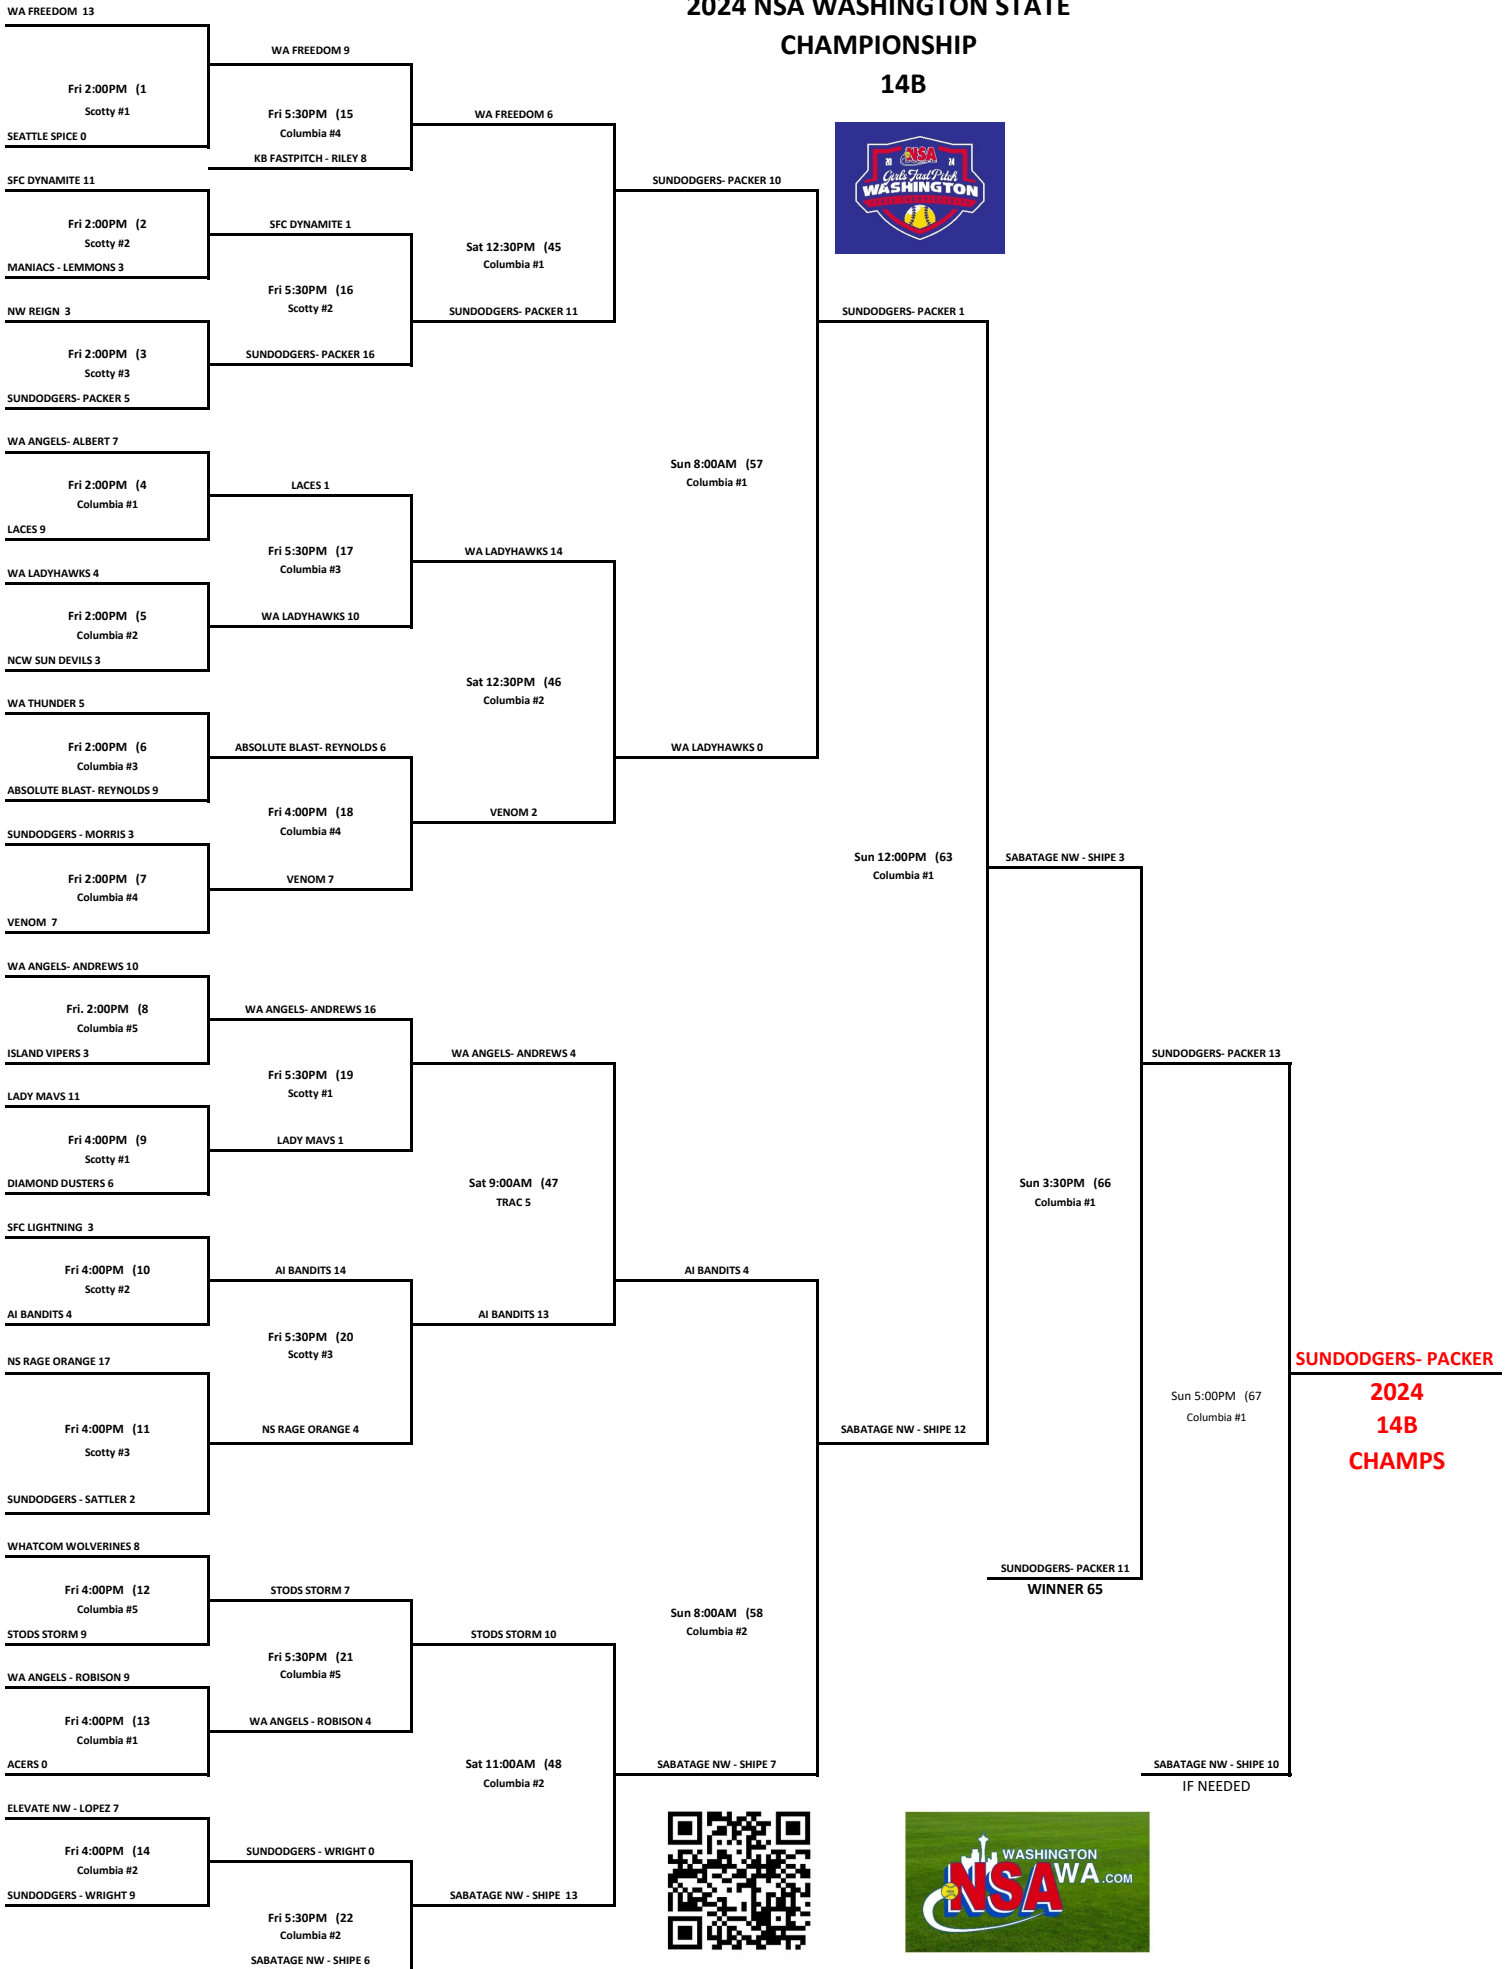 2024 NSA WASHINGTON STATE
CHAMPIONSHIP
14B
WA FREEDOM 13
Fri 2:00PM (1
Scotty #1
SEATTLE SPICE 0
SFC DYNAMITE 11
Fri 2:00PM (2
Scotty #2
MANIACS - LEMMONS 3
NW REIGN 3
Fri 2:00PM (3
Scotty #3
SUNDODGERS- PACKER 5
WA ANGELS- ALBERT 7
Fri 2:00PM (4
Columbia #1
LACES 9
WA LADYHAWKS 4
Fri 2:00PM (5
Columbia #2
NCW SUN DEVILS 3
WA THUNDER 5
Fri 2:00PM (6
Columbia #3
ABSOLUTE BLAST- REYNOLDS 9
SUNDODGERS - MORRIS 3
Fri 2:00PM (7
Columbia #4
VENOM 7
WA ANGELS- ANDREWS 10
Fri. 2:00PM (8
Columbia #5
ISLAND VIPERS 3
LADY MAVS 11
Fri 4:00PM (9
Scotty #1
DIAMOND DUSTERS 6
SFC LIGHTNING 3
Fri 4:00PM (10
Scotty #2
AI BANDITS 4
NS RAGE ORANGE 17
Fri 4:00PM (11
Scotty #3
SUNDODGERS - SATTLER 2
WHATCOM WOLVERINES 8
Fri 4:00PM (12
Columbia #5
STODS STORM 9
WA ANGELS - ROBISON 9
Fri 4:00PM (13
Columbia #1
ACERS 0
ELEVATE NW - LOPEZ 7
Fri 4:00PM (14
Columbia #2
SUNDODGERS - WRIGHT 9
WA FREEDOM 9
Fri 5:30PM (15
Columbia #4
KB FASTPITCH - RILEY 8
SFC DYNAMITE 1
Fri 5:30PM (16
Scotty #2
SUNDODGERS- PACKER 16
LACES 1
Fri 5:30PM (17
Columbia #3
WA LADYHAWKS 10
ABSOLUTE BLAST- REYNOLDS 6
Fri 4:00PM (18
Columbia #4
VENOM 7
WA ANGELS- ANDREWS 16
Fri 5:30PM (19
Scotty #1
LADY MAVS 1
AI BANDITS 14
Fri 5:30PM (20
Scotty #3
NS RAGE ORANGE 4
STODS STORM 7
Fri 5:30PM (21
Columbia #5
WA ANGELS - ROBISON 4
SUNDODGERS - WRIGHT 0
Fri 5:30PM (22
Columbia #2
SABATAGE NW - SHIPE 6
WA FREEDOM 6
Sat 12:30PM (45
Columbia #1
SUNDODGERS- PACKER 11
WA LADYHAWKS 14
Sat 12:30PM (46
Columbia #2
VENOM 2
WA ANGELS- ANDREWS 4
Sat 9:00AM (47
TRAC 5
AI BANDITS 13
STODS STORM 10
Sat 11:00AM (48
Columbia #2
SABATAGE NW - SHIPE 13
SUNDODGERS- PACKER 10
Sun 8:00AM (57
Columbia #1
WA LADYHAWKS 0
AI BANDITS 4
Sun 8:00AM (58
Columbia #2
SABATAGE NW - SHIPE 7
SUNDODGERS- PACKER 1
Sun 12:00PM (63
Columbia #1
SABATAGE NW - SHIPE 12
SABATAGE NW - SHIPE 3
Sun 3:30PM (66
Columbia #1
SUNDODGERS- PACKER 11
WINNER 65
SUNDODGERS- PACKER 13
Sun 5:00PM (67
Columbia #1
SABATAGE NW - SHIPE 10
IF NEEDED
SUNDODGERS- PACKER
2024
14B
CHAMPS
20 NSA 24
Girls Fast Pitch
WASHINGTON
WASHINGTON
NSAWA.COM